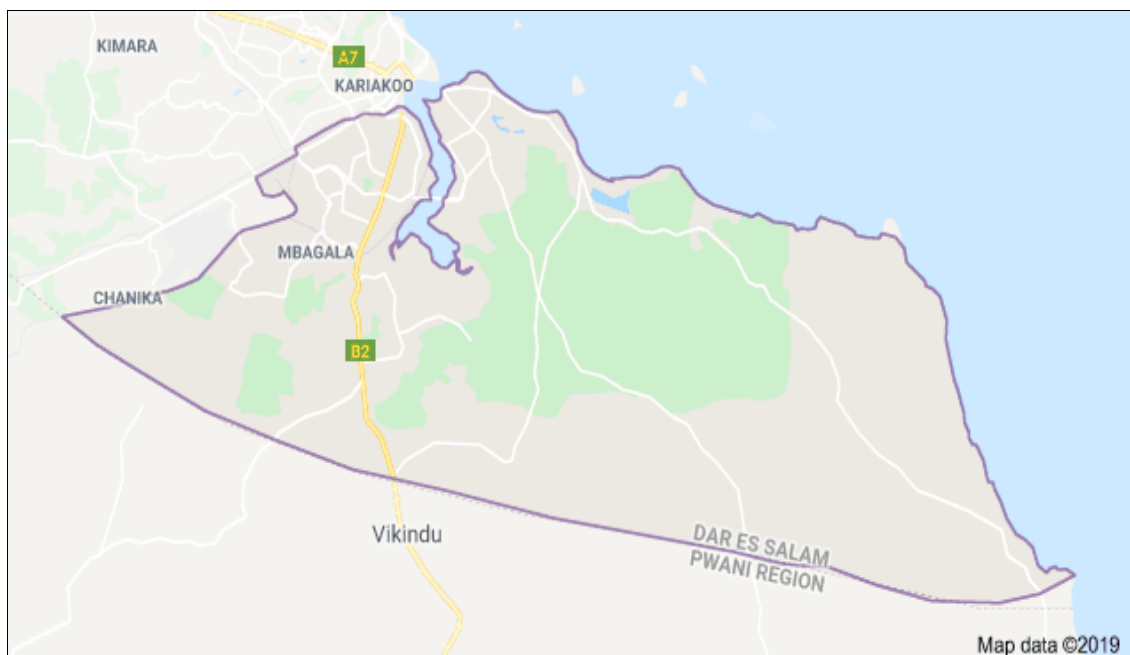 KIMARA
A7
KARIAKOO
MBAGALA
CHANIKA
B2
Vikindu
DAR ES SALAM
PWANI REGION
Map data ©2019